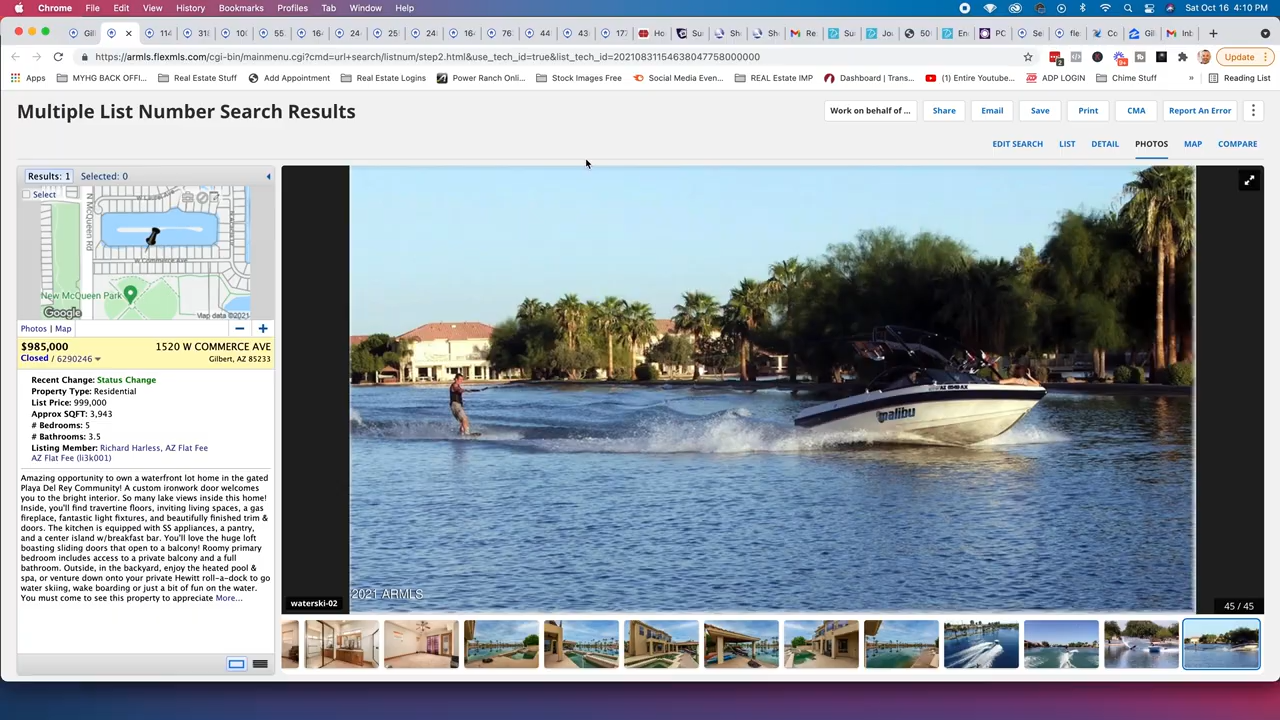 Chrome File Edit View History Bookmarks Profiles Tab Window Help Sat Oct 16 4:10 PM
https://armls.flexmls.com/cgi-bin/mainmenu.cgi?cmd=url+search/listnum/
Update
Apps MYHG BACK OFFI... Real Estate Stuff Add Appointment Real Estate Logins Power Ranch Onli... Stock Images Free Social Media Even... REAL Estate IMP Dashboard | Trans... (1) Entire Youtube... ADP LOGIN Chime Stuff » Reading List
Multiple List Number Search Results
Work on behalf of ... Share Email Save Print CMA Report An Error
EDIT SEARCH LIST DETAIL PHOTOS MAP COMPARE
Results: 1 Selected: 0
Select
N McQueen Rd
W Commerce Ave
New McQueen Park
Google Map data ©2021
Photos | Map
$985,000 1520 W COMMERCE AVE
Closed / 6290246 Gilbert, AZ 85233
Recent Change: Status Change
Property Type: Residential
List Price: 999,000
Approx SQFT: 3,943
# Bedrooms: 5
# Bathrooms: 3.5
Listing Member: Richard Harless, AZ Flat Fee
AZ Flat Fee (li3k001)
Amazing opportunity to own a waterfront lot home in the gated
Playa Del Rey Community! A custom ironwork door welcomes
you to the bright interior. So many lake views inside this home!
Inside, you'll find travertine floors, inviting living spaces, a gas
fireplace, fantastic light fixtures, and beautifully finished trim &
doors. The kitchen is equipped with SS appliances, a pantry,
and a center island w/breakfast bar. You'll love the huge loft
boasting sliding doors that open to a balcony! Roomy primary
bedroom includes access to a private balcony and a full
bathroom. Outside, in the backyard, enjoy the heated pool &
spa, or venture down onto your private Hewitt roll-a-dock to go
water skiing, wake boarding or just a bit of fun on the water.
You must come to see this property to appreciate More...
malibu
2021 ARMLS
waterski-02
45 / 45